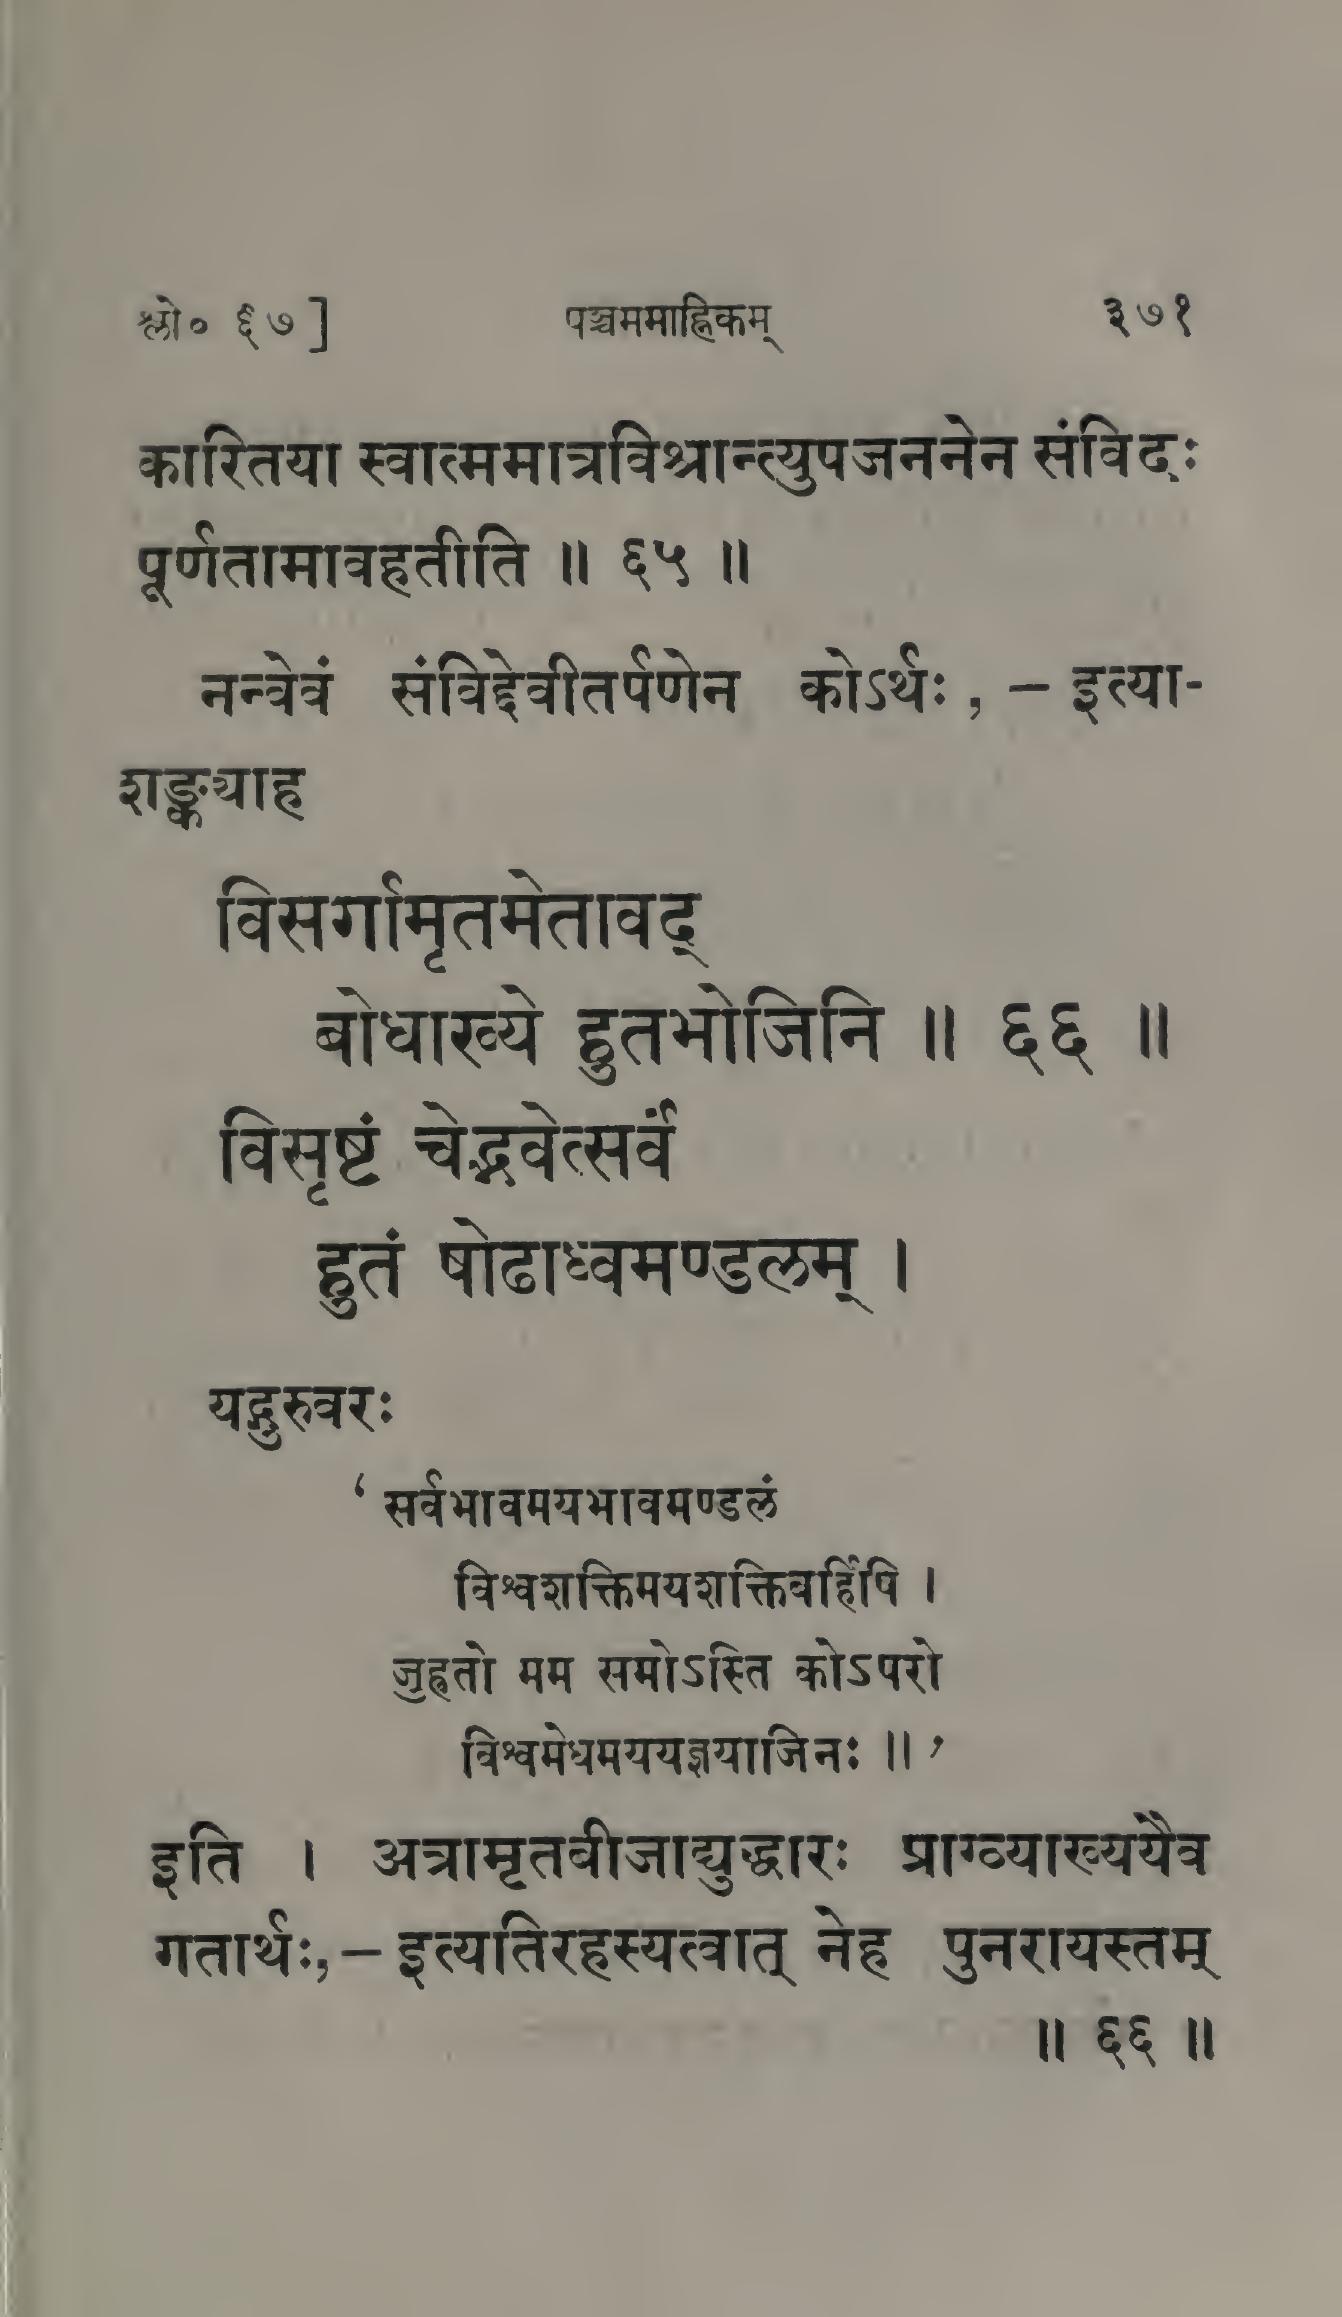 श्लो० ६७] पञ्चममाह्निकम् ३७१
कारितया स्वात्ममात्रविश्रान्त्युपजननेन संविदः
पूर्णतामावहतीति ॥ ६५ ॥
नन्वेवं संविद्देवीतर्पणेन कोऽर्थः, — इत्या-
शङ्क्याह
विसर्गामृतमेतावद्
बोधाख्ये हुतभोजिनि ॥ ६६ ॥
विसृष्टं चेद्भवेत्सर्वं
हुतं षोढाध्वमण्डलम् ।
यद्गुरुवरः
‘ सर्वभावमयभावमण्डलं
विश्वशक्तिमयशक्तिबर्हिषि ।
जुह्वतो मम समोऽस्ति कोऽपरो
विश्वमेधमययज्ञयाजिनः ॥ ’
इति । अत्रामृतबीजाद्युद्धारः प्राग्व्याख्ययैव
गतार्थः, — इत्यतिरहस्यत्वात् नेह पुनरायस्तम्
॥ ६६ ॥